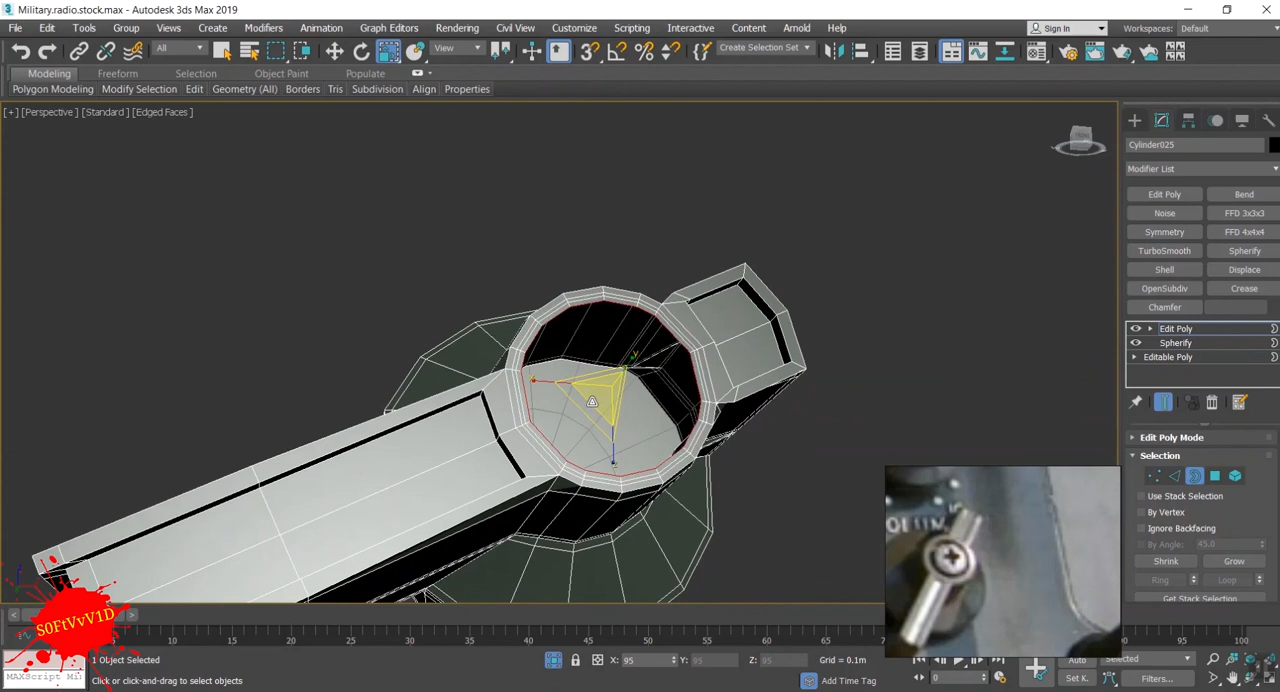 Military.radio.stock.max - Autodesk 3ds Max 2019
File Edit Tools Group Views Create Modifiers Animation Graph Editors Rendering Civil View Customize Scripting Interactive Content Arnold Help
Sign In Workspaces: Default
All View Create Selection Set
Modeling Freeform Selection Object Paint Populate
Polygon Modeling Modify Selection Edit Geometry (All) Borders Tris Subdivision Align Properties
[+] [Perspective ] [Standard ] [Edged Faces ]
Cylinder025
Modifier List
Edit Poly Bend
Noise FFD 3x3x3
Symmetry FFD 4x4x4
TurboSmooth Spherify
Shell Displace
OpenSubdiv Crease
Chamfer
Edit Poly
Spherify
Editable Poly
Edit Poly Mode
Selection
Use Stack Selection
By Vertex
Ignore Backfacing
By Angle: 45.0
Shrink Grow
Ring Loop
Get Stack Selection
S0FtVvV1D
10 15 20 25 30 35 40 45 50 55 60 65 90 95 100
1 Object Selected X: 95 Y: 95 Z: 95 Grid = 0.1m Auto Selected
MAXScript Mi Click or click-and-drag to select objects Add Time Tag 0 Set K. Filters...